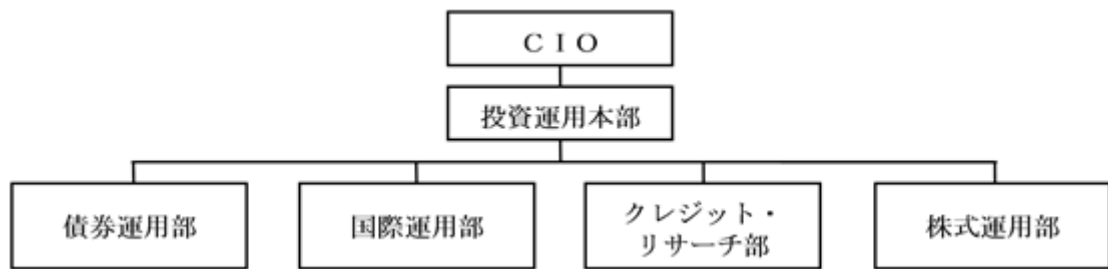 CIO
投資運用本部
債券運用部
国際運用部
クレジット・
リサーチ部
株式運用部